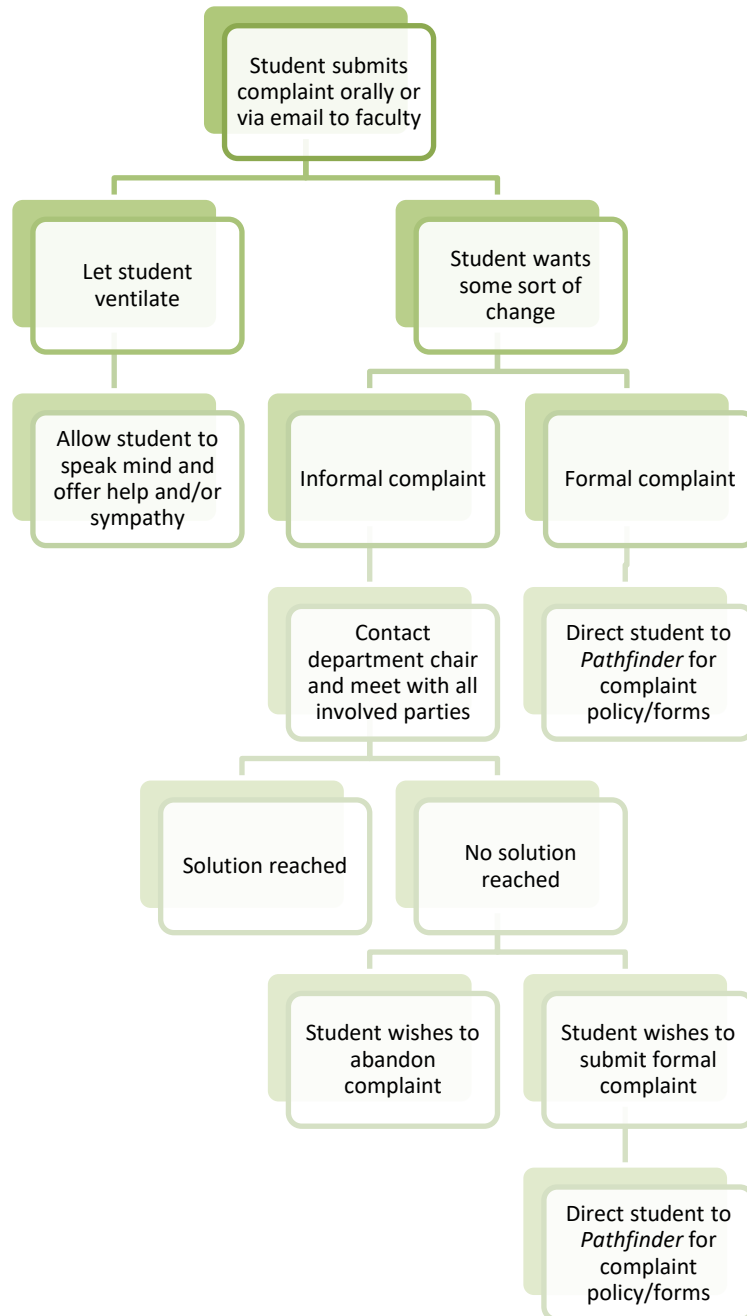 Student submits
complaint orally or
via email to faculty
Let student
ventilate
Student wants
some sort of
change
Allow student to
speak mind and
offer help and/or
sympathy
Informal complaint
Formal complaint
Contact
department chair
and meet with all
involved parties
Direct student to
Pathfinder for
complaint
policy/forms
Solution reached
No solution
reached
Student wishes to
abandon
complaint
Student wishes to
submit formal
complaint
Direct student to
Pathfinder for
complaint
policy/forms